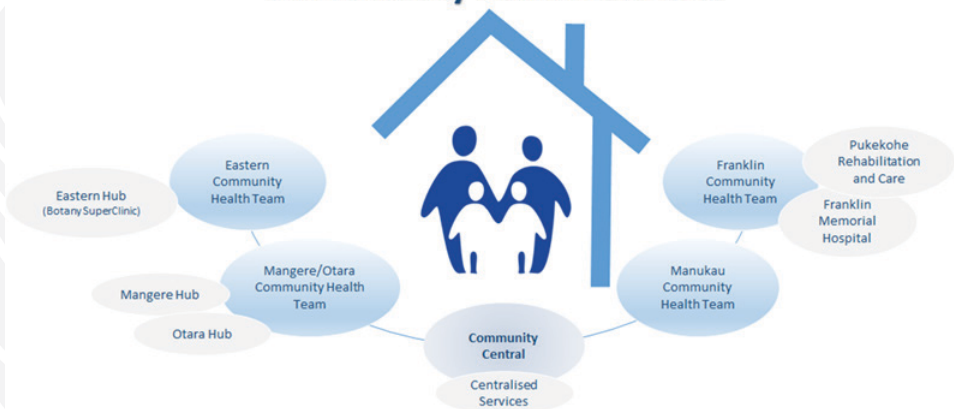 Eastern
Community
Health Team
Eastern Hub
(Botany SuperClinic)
Mangere/Otara
Community Health
Team
Mangere Hub
Otara Hub
Community
Central
Centralised
Services
Manukau
Community
Health Team
Franklin
Community
Health Team
Pukekohe
Rehabilitation
and Care
Franklin
Memorial
Hospital